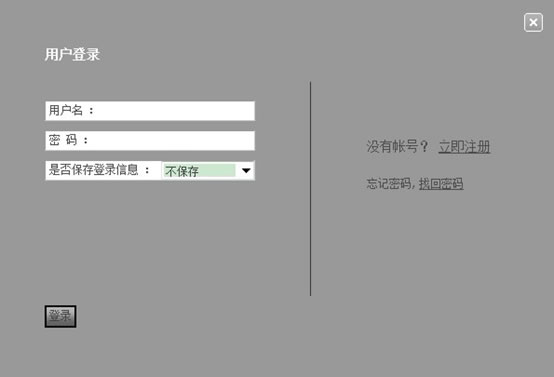 用户登录
用户名：
密 码：
是否保存登录信息： 不保存
没有帐号？ 立即注册
忘记密码, 找回密码
登录